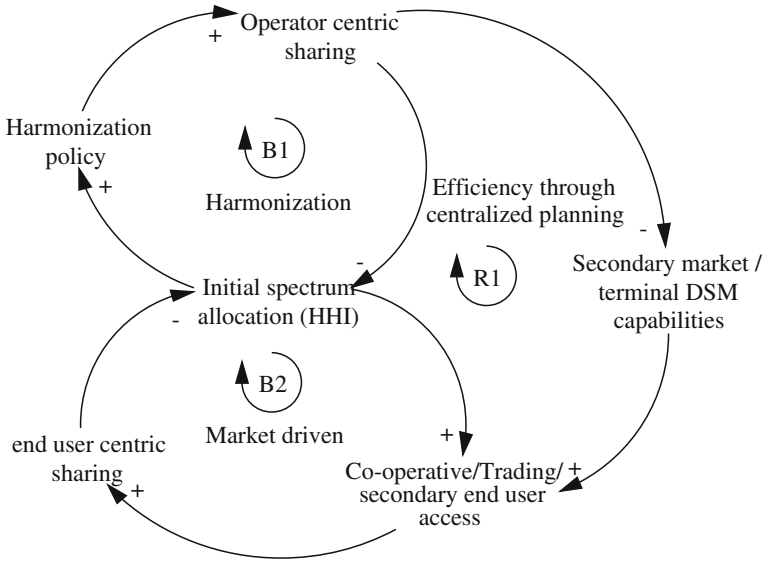 Operator centric
sharing
+
Harmonization
policy
+
B1
Harmonization
-
Efficiency through
centralized planning
R1
-
Secondary market /
terminal DSM
capabilities
Initial spectrum
allocation (HHI)
-
B2
Market driven
+
end user centric
sharing
+
Co-operative/Trading/
secondary end user
access
+